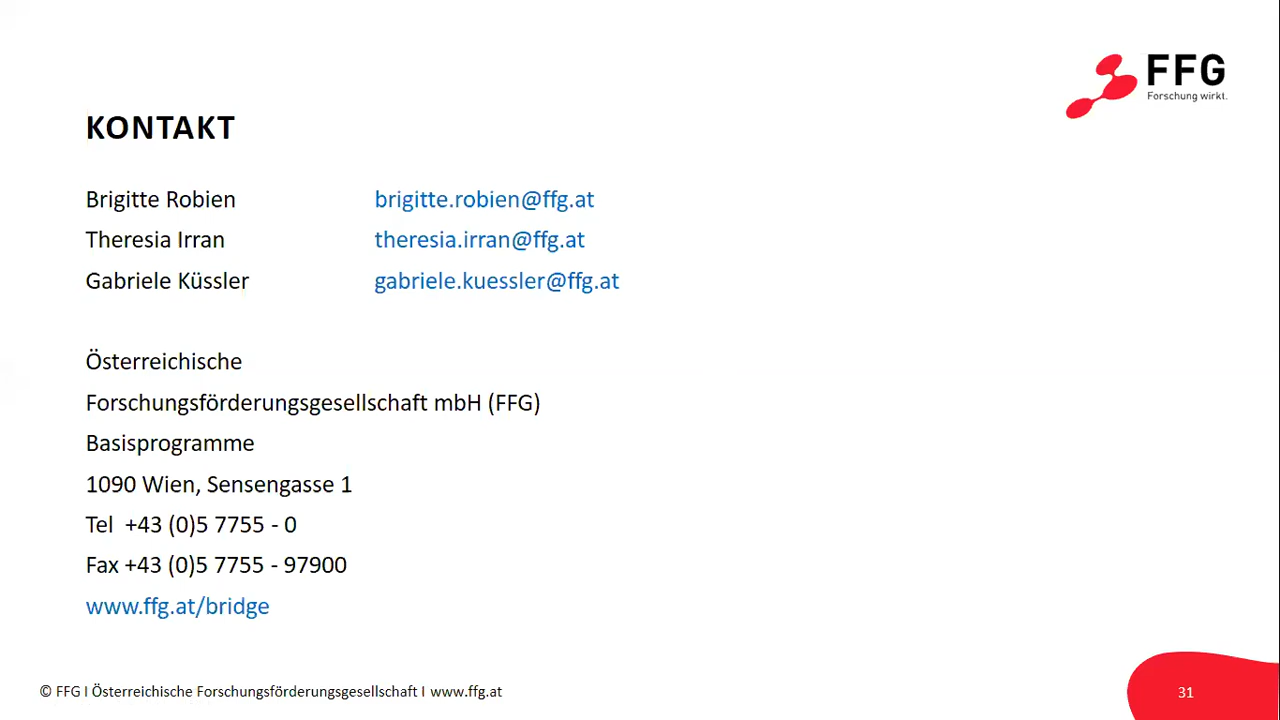 FFG
Forschung wirkt.
KONTAKT
Brigitte Robien brigitte.robien@ffg.at
Theresia Irran theresia.irran@ffg.at
Gabriele Küssler gabriele.kuessler@ffg.at
Österreichische
Forschungsförderungsgesellschaft mbH (FFG)
Basisprogramme
1090 Wien, Sensengasse 1
Tel +43 (0)5 7755 - 0
Fax +43 (0)5 7755 - 97900
www.ffg.at/bridge
© FFG I Österreichische Forschungsförderungsgesellschaft I www.ffg.at
31